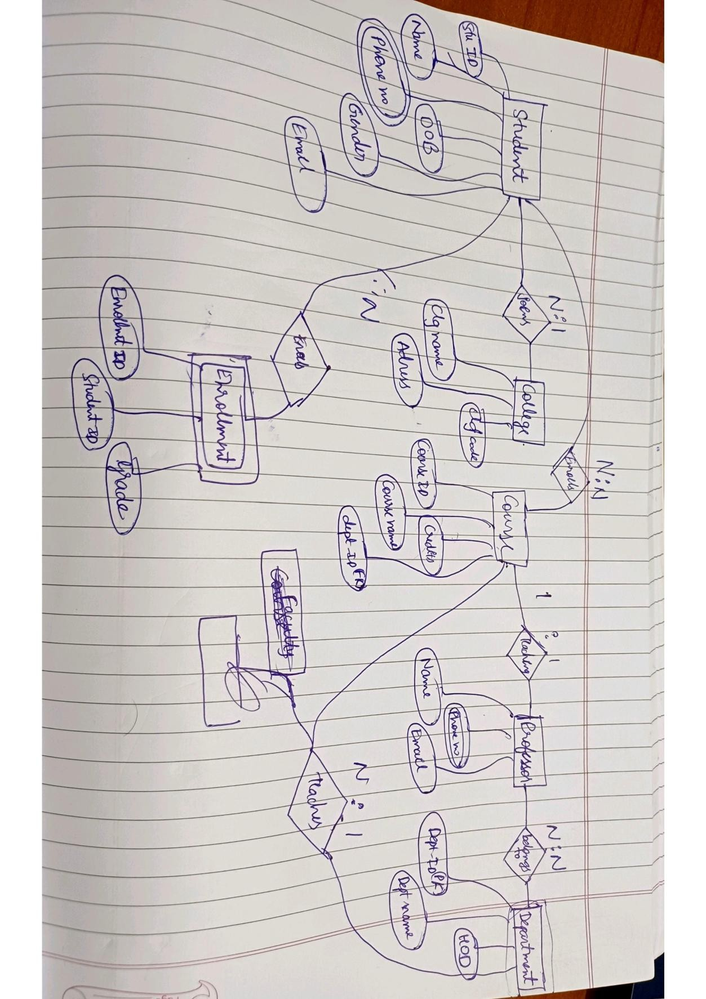 Student
Stu ID
Name
Phone no
DOB
Gender
Email
N:1
College
Clg name
Adress
Clg code
N:N
Enrolls
Course
Course ID
Course name
Credits
dept-ID(FK)
1:1
Teaching
Professor
Name
Phone no
Email
N:N
belongs to
Department
Dept-ID(PK)
Dept name
HOD
1:N
Enrollment
Enrollmt ID
Student ID
Grade
Faculty
N:1
teaches